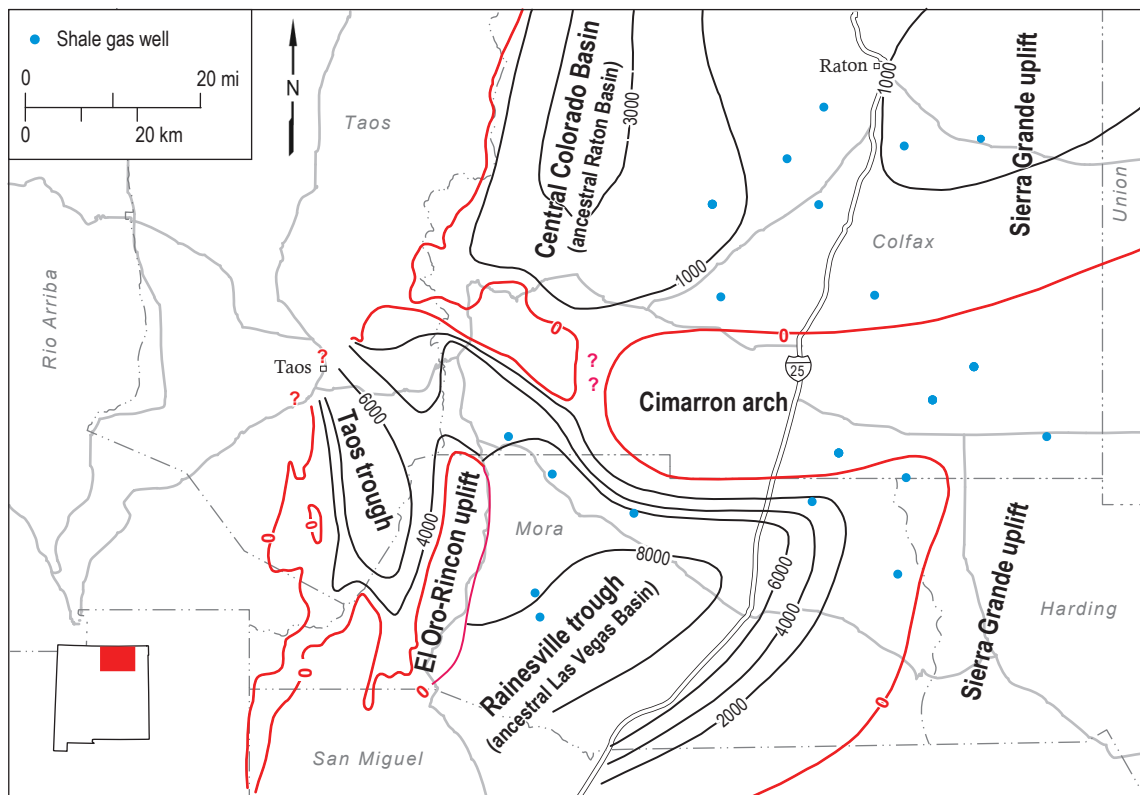 Shale gas well
0
20 mi
0
20 km
N
Taos
Central Colorado Basin
(ancestral Raton Basin)
3000
Raton
1000
Sierra Grande uplift
Union
Colfax
1000
Rio Arriba
0
?
?
0
25
Cimarron arch
?
Taos
?
6000
Taos trough
0
0
4000
El Oro-Rincon uplift
Mora
8000
Rainesville trough
(ancestral Las Vegas Basin)
6000
4000
2000
0
Sierra Grande uplift
Harding
0
0
0
San Miguel